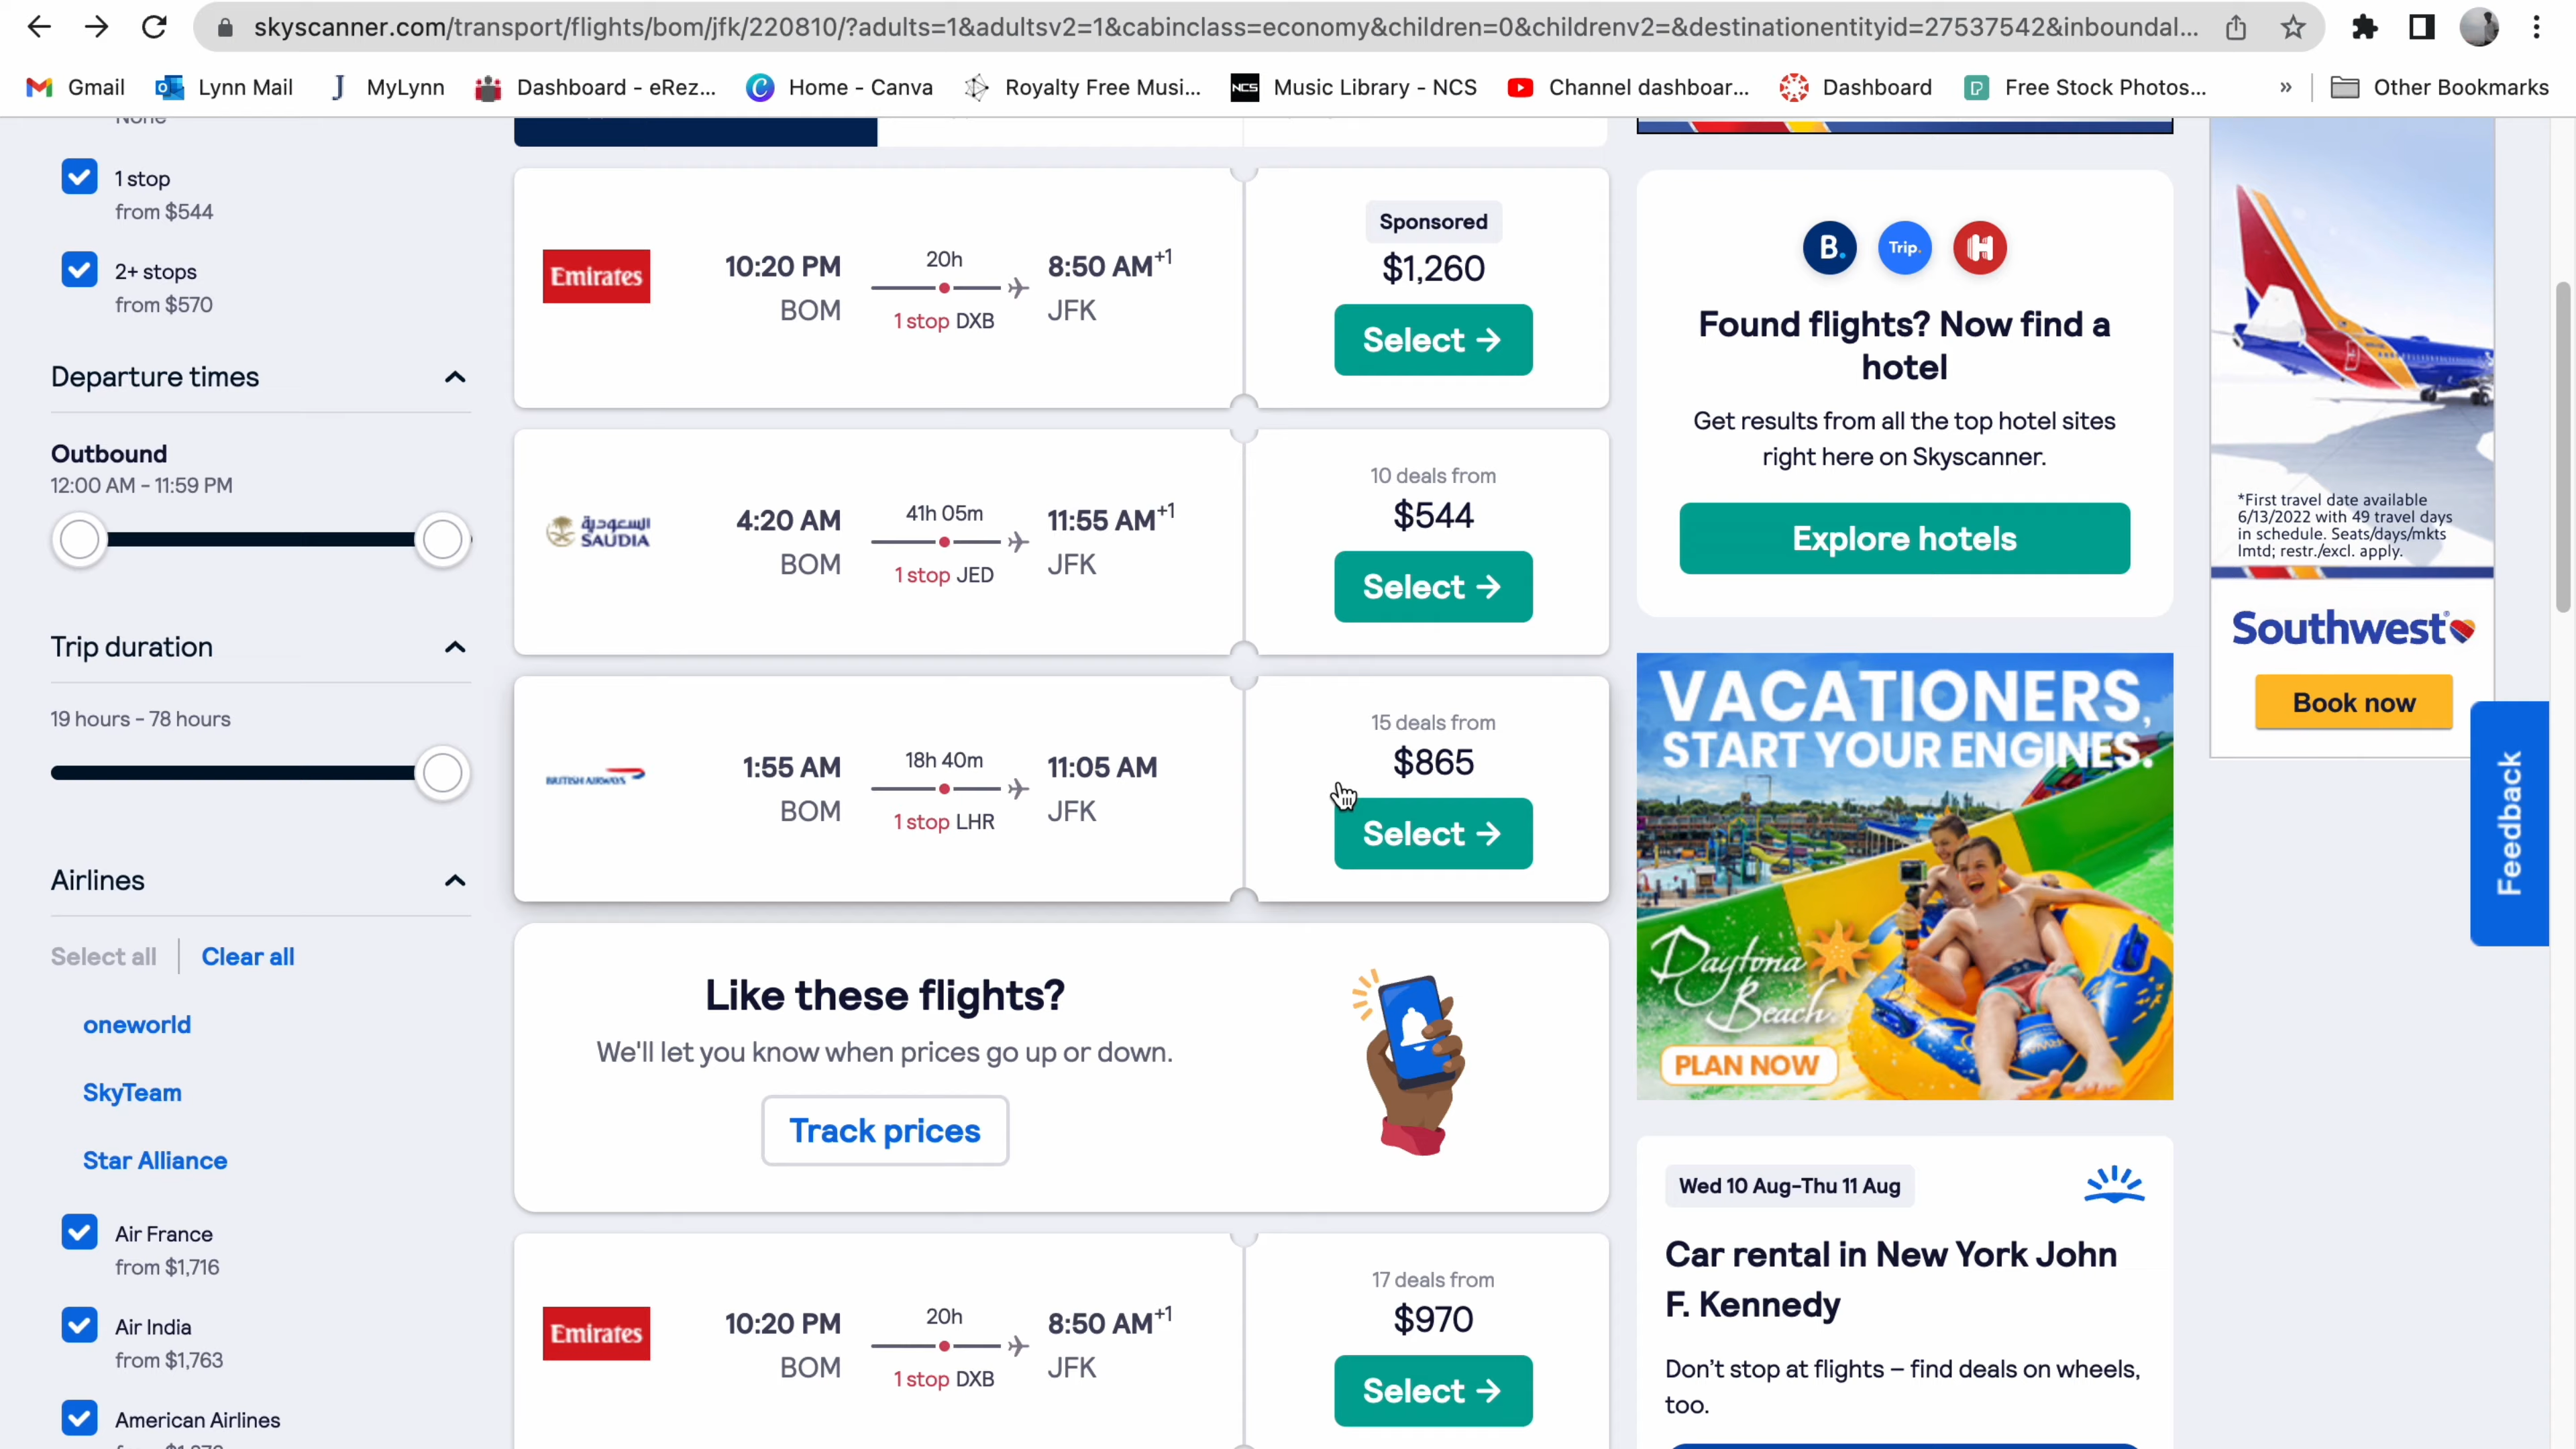 skyscanner.com/transport/flights/bom/jfk/220810/?adults=1&adultsv2=1&cabinclass=economy&children=0&childrenv2=&destinationentityid=27537542&inboundal...
Gmail
Lynn Mail
J MyLynn
Dashboard - eRez...
Home - Canva
Royalty Free Musi...
NCS Music Library - NCS
Channel dashboar...
Dashboard
Free Stock Photos...
»
Other Bookmarks
None
1 stop
from $544
2+ stops
from $570
Departure times
Outbound
12:00 AM - 11:59 PM
Trip duration
19 hours - 78 hours
Airlines
Select all
Clear all
oneworld
SkyTeam
Star Alliance
Air France
from $1,716
Air India
from $1,763
American Airlines
Emirates
10:20 PM
BOM
20h
1 stop DXB
8:50 AM+1
JFK
Sponsored
$1,260
Select →
السعودية
SAUDIA
4:20 AM
BOM
41h 05m
1 stop JED
11:55 AM+1
JFK
10 deals from
$544
Select →
BRITISH AIRWAYS
1:55 AM
BOM
18h 40m
1 stop LHR
11:05 AM
JFK
15 deals from
$865
Select →
Like these flights?
We'll let you know when prices go up or down.
Track prices
Emirates
10:20 PM
BOM
20h
1 stop DXB
8:50 AM+1
JFK
17 deals from
$970
Select →
B.
Trip.
H
Found flights? Now find a
hotel
Get results from all the top hotel sites
right here on Skyscanner.
Explore hotels
VACATIONERS,
START YOUR ENGINES.
Daytona
Beach.
PLAN NOW
Wed 10 Aug-Thu 11 Aug
Car rental in New York John
F. Kennedy
Don't stop at flights – find deals on wheels,
too.
*First travel date available
6/13/2022 with 49 travel days
in schedule. Seats/days/mkts
lmtd; restr./excl. apply.
Southwest®
Book now
Feedback